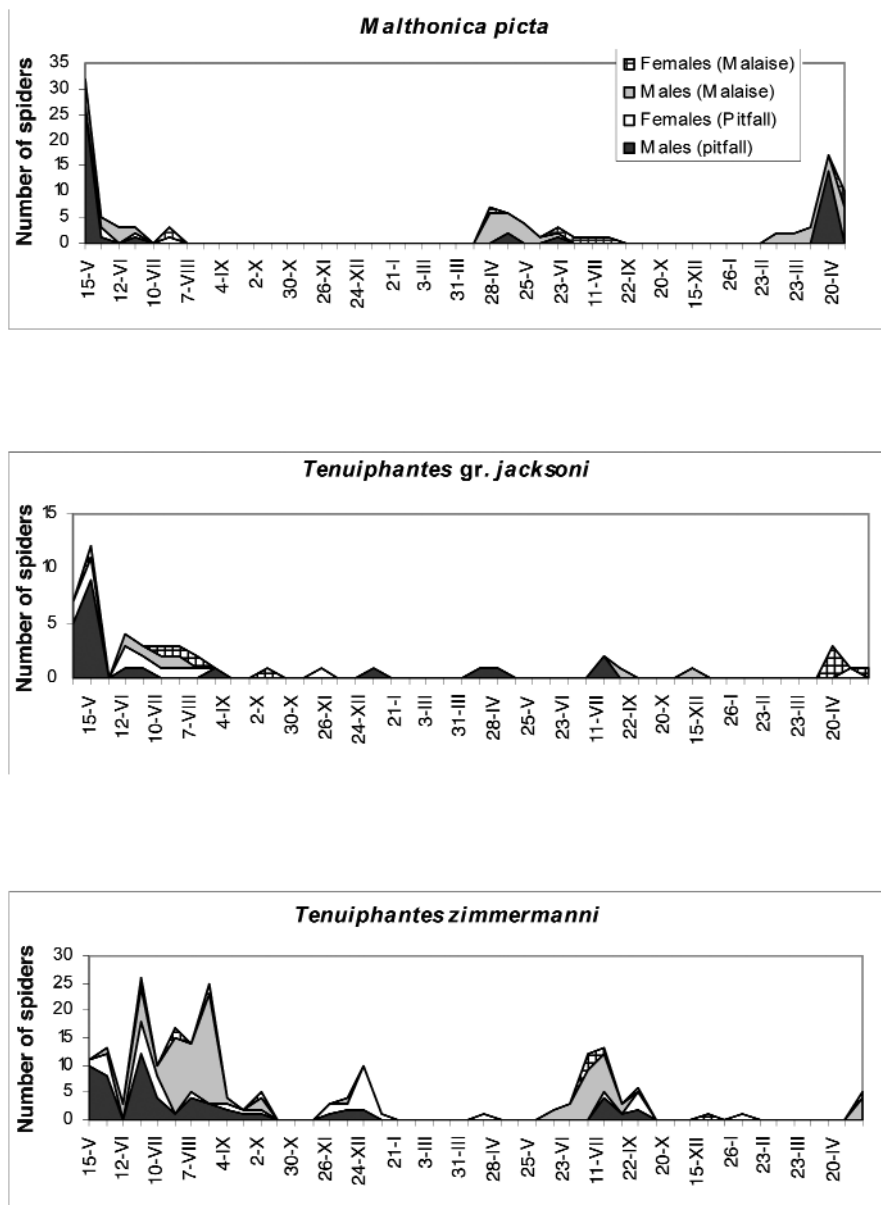 Malthonica picta
Number of spiders
35
30
25
20
15
10
5
0
Females (Malaise)
Males (Malaise)
Females (Pitfall)
Males (pitfall)
15-V 12-VI 10-VII 7-VIII 4-IX 2-X 30-X 26-XI 24-XII 21-I 3-III 31-III 28-IV 25-V 23-VI 11-VII 22-IX 20-X 15-XII 26-I 23-II 23-III 20-IV
Tenuiphantes gr. jacksoni
Number of spiders
15
10
5
0
15-V 12-VI 10-VII 7-VIII 4-IX 2-X 30-X 26-XI 24-XII 21-I 3-III 31-III 28-IV 25-V 23-VI 11-VII 22-IX 20-X 15-XII 26-I 23-II 23-III 20-IV
Tenuiphantes zimmermanni
Number of spiders
30
25
20
15
10
5
0
15-V 12-VI 10-VII 7-VIII 4-IX 2-X 30-X 26-XI 24-XII 21-I 3-III 31-III 28-IV 25-V 23-VI 11-VII 22-IX 20-X 15-XII 26-I 23-II 23-III 20-IV